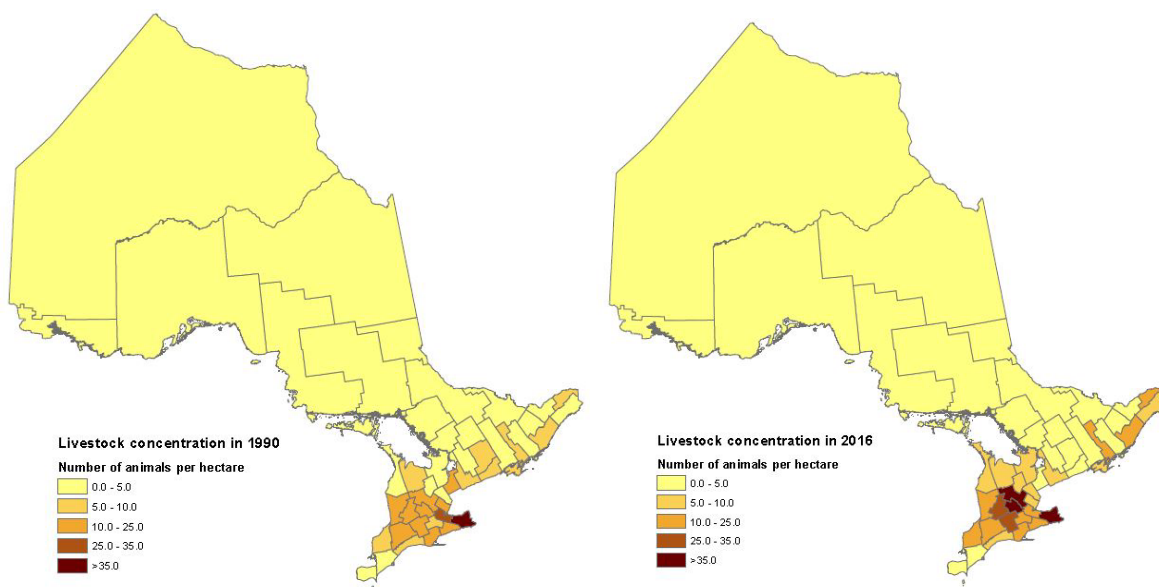 Livestock concentration in 1990
Number of animals per hectare
0.0 - 5.0
5.0 - 10.0
10.0 - 25.0
25.0 - 35.0
>35.0
Livestock concentration in 2016
Number of animals per hectare
0.0 - 5.0
5.0 - 10.0
10.0 - 25.0
25.0 - 35.0
>35.0